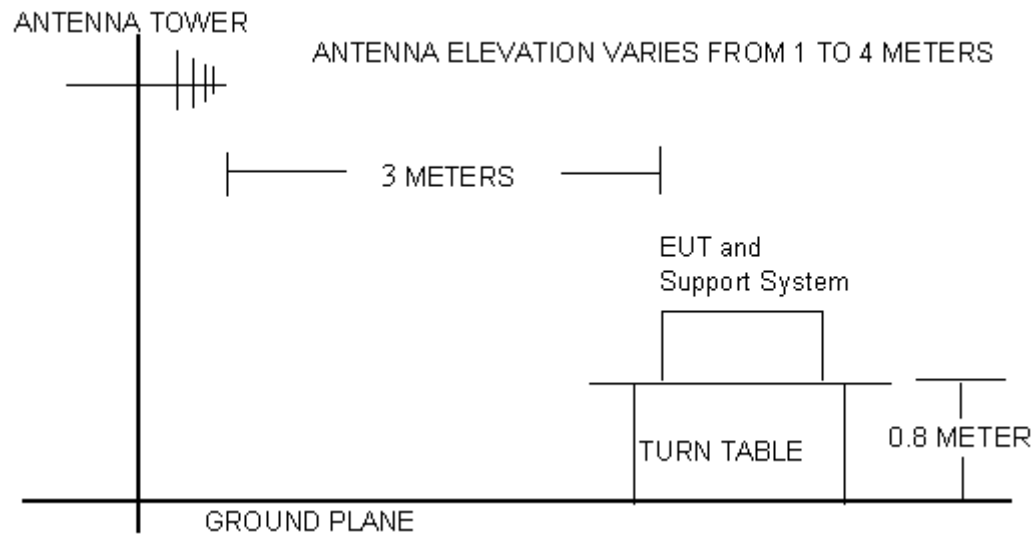 ANTENNA TOWER
ANTENNA ELEVATION VARIES FROM 1 TO 4 METERS
3 METERS
EUT and
Support System
0.8 METER
TURN TABLE
GROUND PLANE